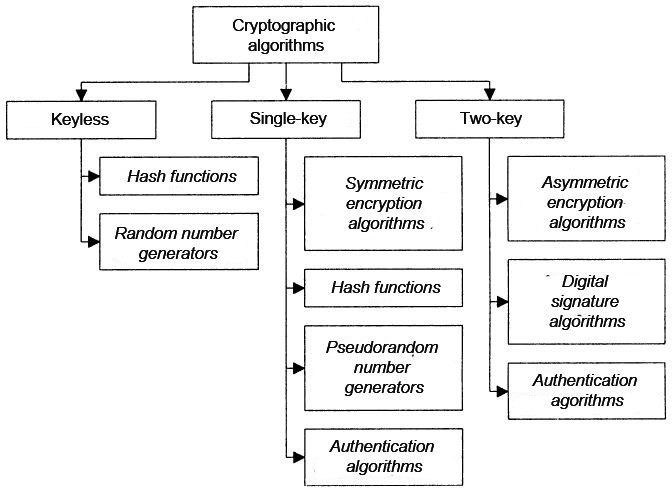 Cryptographic
algorithms
Keyless
Single-key
Two-key
Hash functions
Random number
generators
Symmetric
encryption
algorithms
Hash functions
Pseudorandom
number
generators
Authentication
algorithms
Asymmetric
encryption
algorithms
Digital
signature
algorithms
Authentication
agorithms